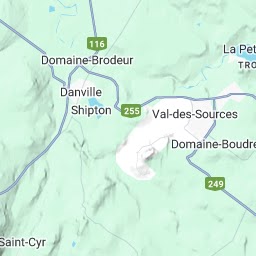 116
La Pet
TRO
Domaine-Brodeur
Danville
Shipton
255
Val-des-Sources
Domaine-Boudre
249
Saint-Cyr